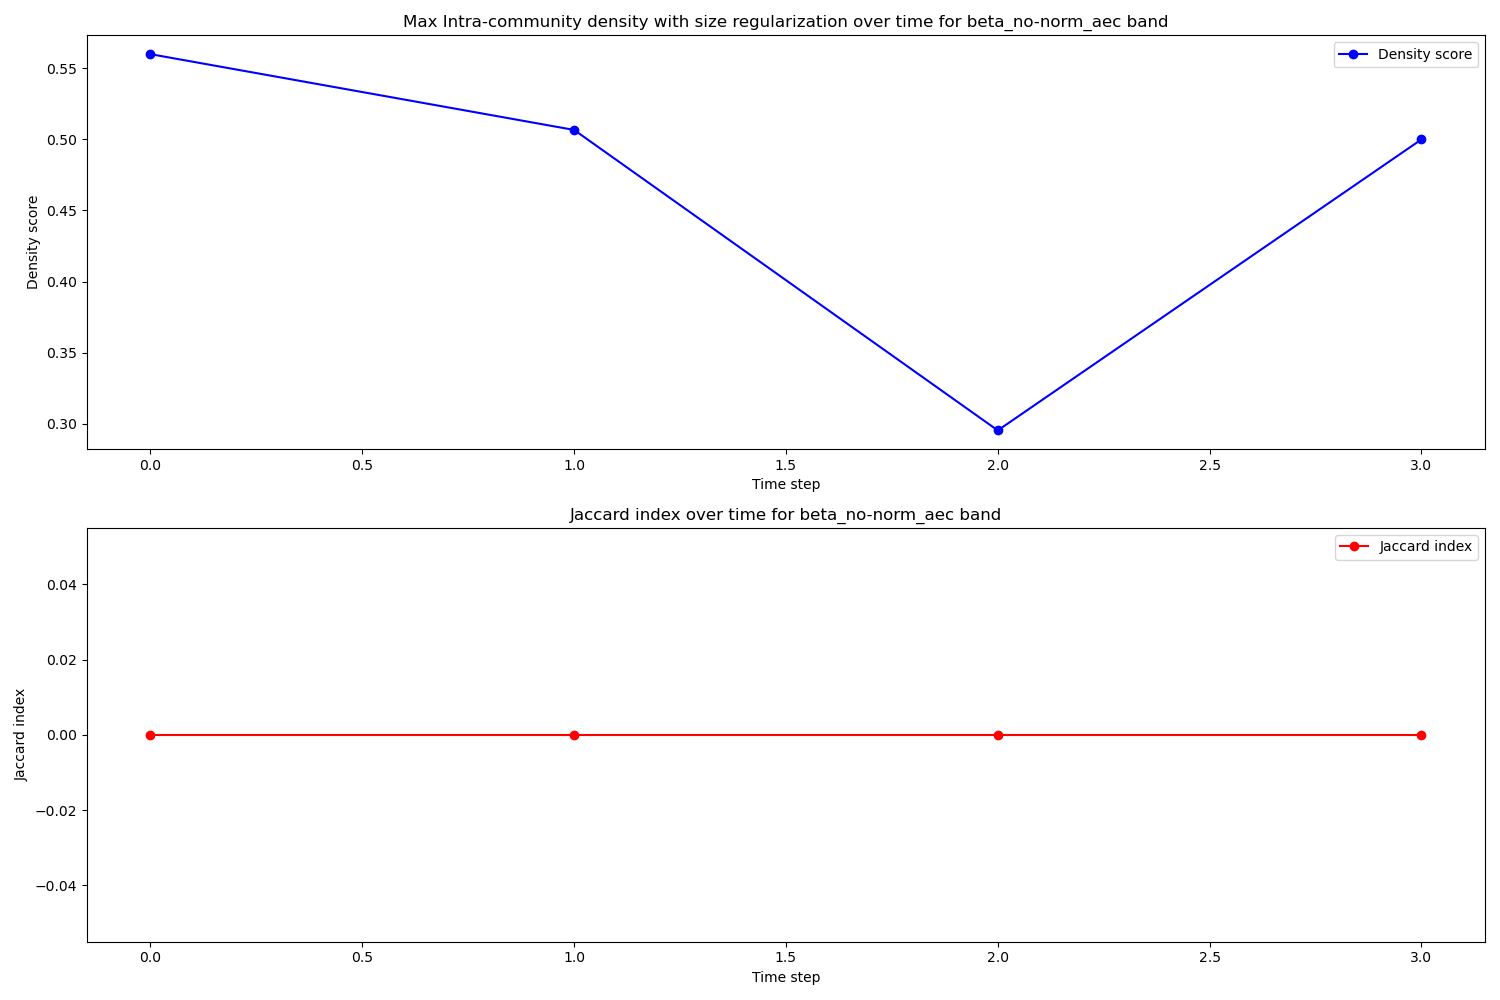 Max Intra-community density with size regularization over time for beta_no-norm_aec band
Density score
0.55
0.50
0.45
0.40
0.35
0.30
Density score
0.0 0.5 1.0 1.5 2.0 2.5 3.0
Time step
Jaccard index over time for beta_no-norm_aec band
Jaccard index
0.04
0.02
0.00
−0.02
−0.04
Jaccard index
0.0 0.5 1.0 1.5 2.0 2.5 3.0
Time step